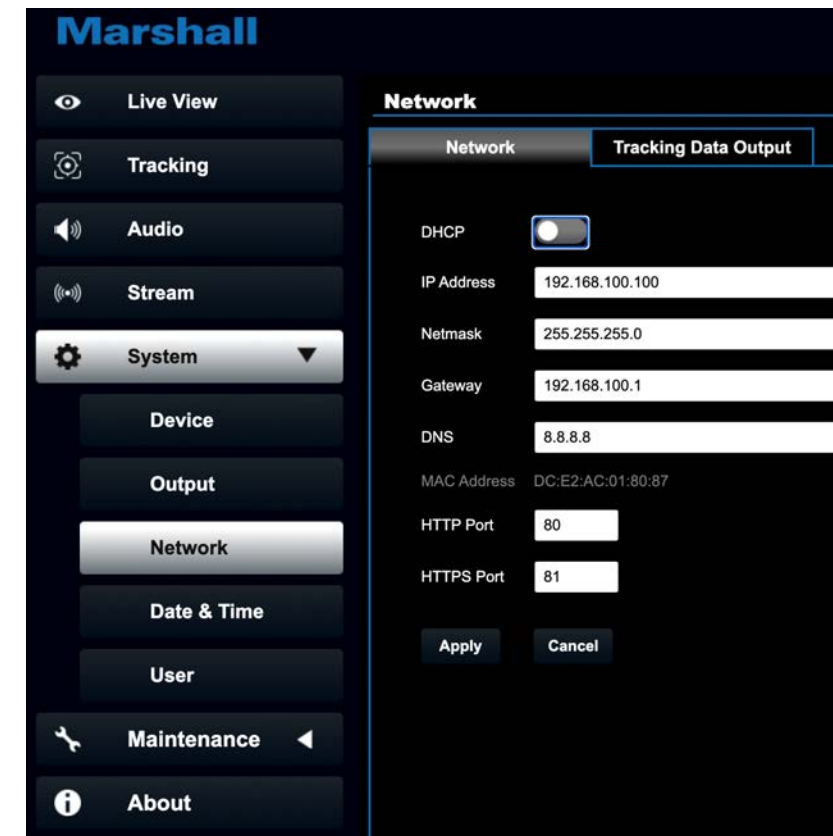 Marshall
Live View
Tracking
Audio
Stream
System
Device
Output
Network
Date & Time
User
Maintenance
About
Network
Network
Tracking Data Output
DHCP
IP Address 192.168.100.100
Netmask 255.255.255.0
Gateway 192.168.100.1
DNS 8.8.8.8
MAC Address DC:E2:AC:01:80:87
HTTP Port 80
HTTPS Port 81
Apply Cancel